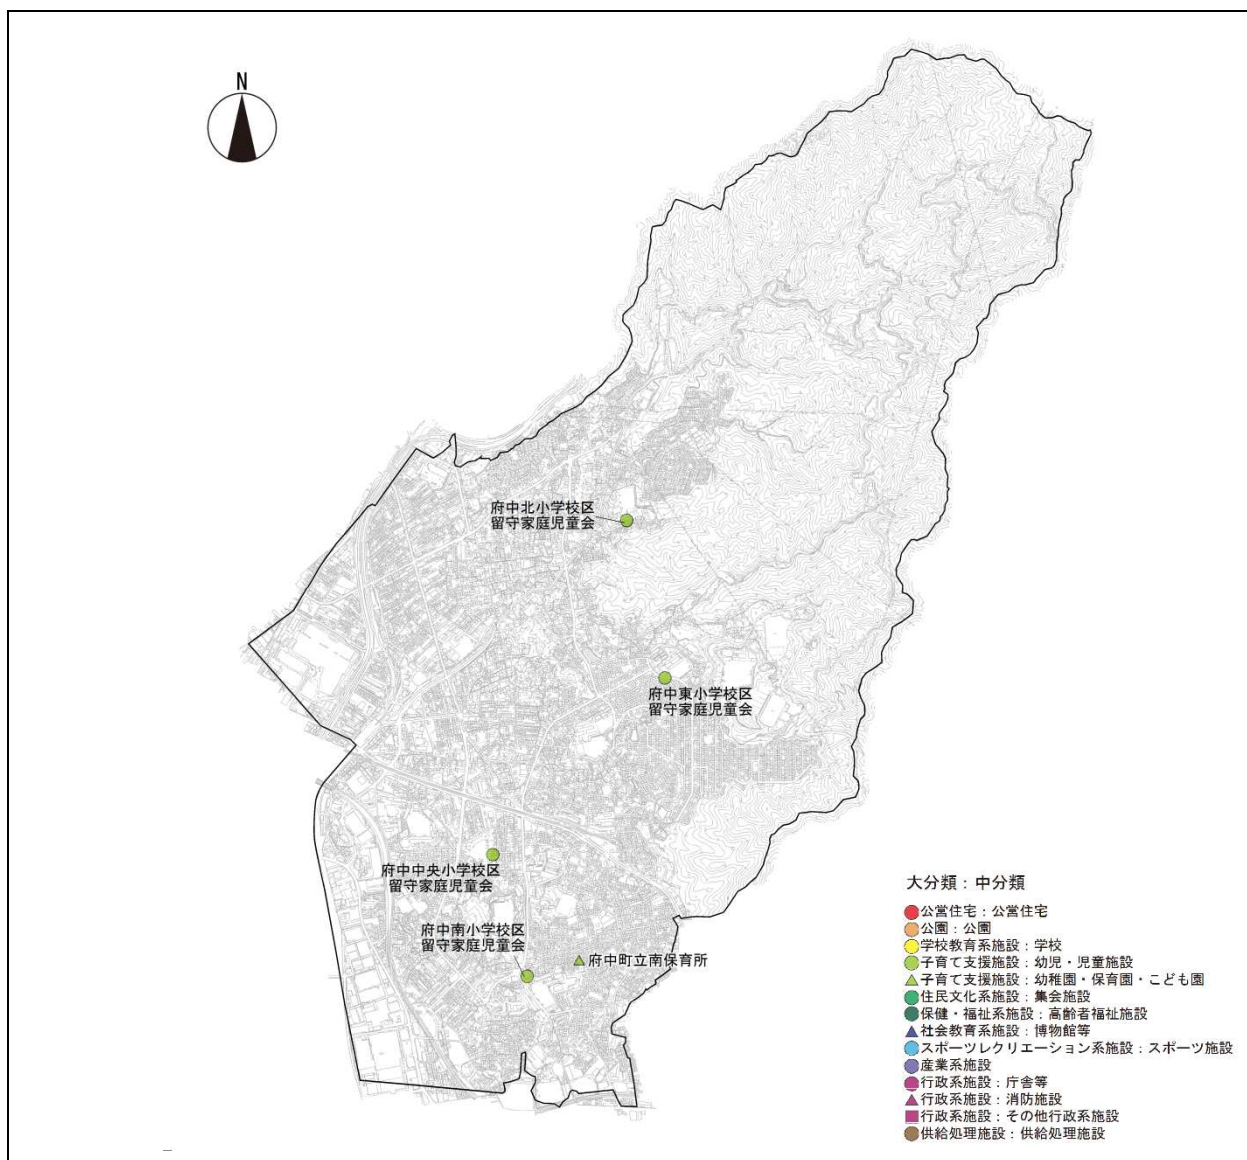 N
府中北小学校区
留守家庭児童会
府中東小学校区
留守家庭児童会
府中中央小学校区
留守家庭児童会
府中南小学校区
留守家庭児童会
府中町立南保育所
大分類：中分類
公営住宅：公営住宅
公園：公園
学校教育系施設：学校
子育て支援施設：幼児・児童施設
子育て支援施設：幼稚園・保育園・こども園
住民文化系施設：集会施設
保健・福祉系施設：高齢者福祉施設
社会教育系施設：博物館等
スポーツレクリエーション系施設：スポーツ施設
産業系施設
行政系施設：庁舎等
行政系施設：消防施設
行政系施設：その他行政系施設
供給処理施設：供給処理施設